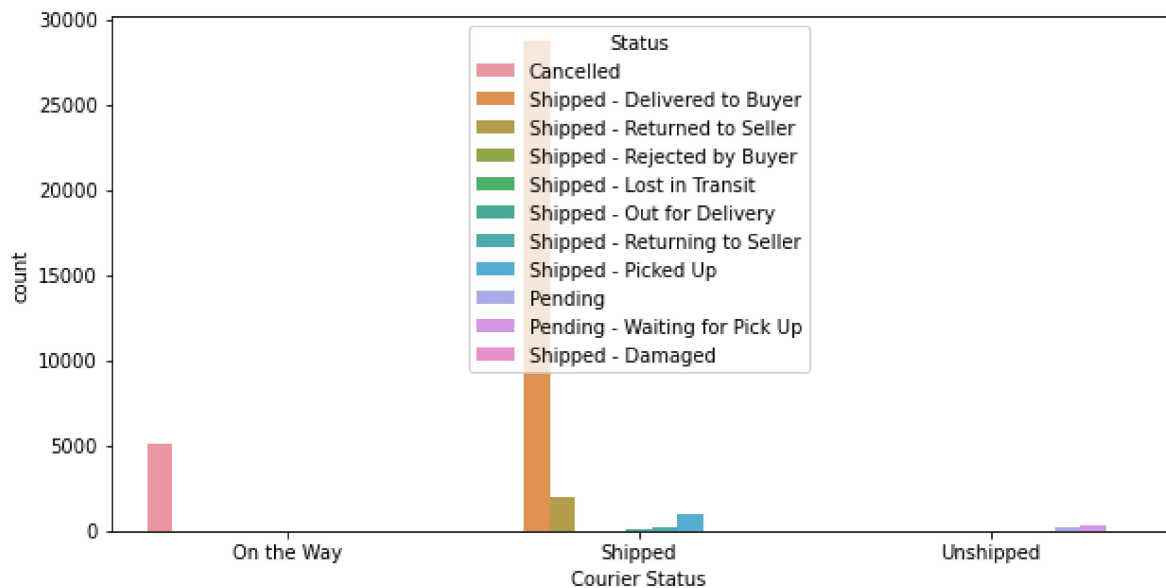 30000
25000
20000
15000
10000
5000
0
count
Status
Cancelled
Shipped - Delivered to Buyer
Shipped - Returned to Seller
Shipped - Rejected by Buyer
Shipped - Lost in Transit
Shipped - Out for Delivery
Shipped - Returning to Seller
Shipped - Picked Up
Pending
Pending - Waiting for Pick Up
Shipped - Damaged
On the Way
Shipped
Unshipped
Courier Status